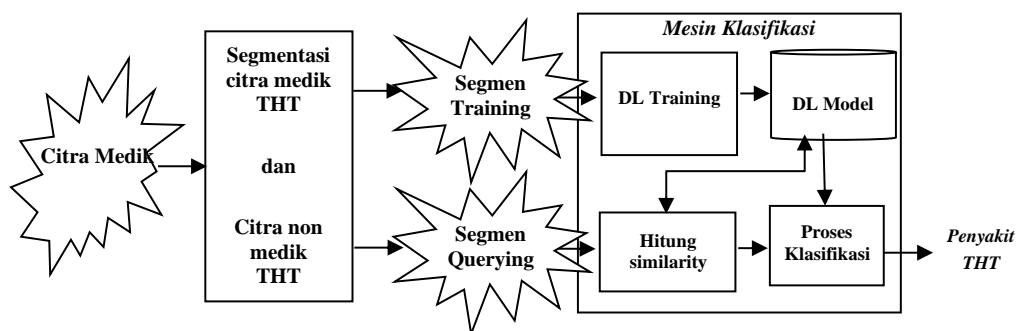 Citra Medik
Segmentasi
citra medik
THT
dan
Citra non
medik
THT
Segmen
Training
Segmen
Querying
Mesin Klasifikasi
DL Training
DL Model
Hitung
similarity
Proses
Klasifikasi
Penyakit
THT